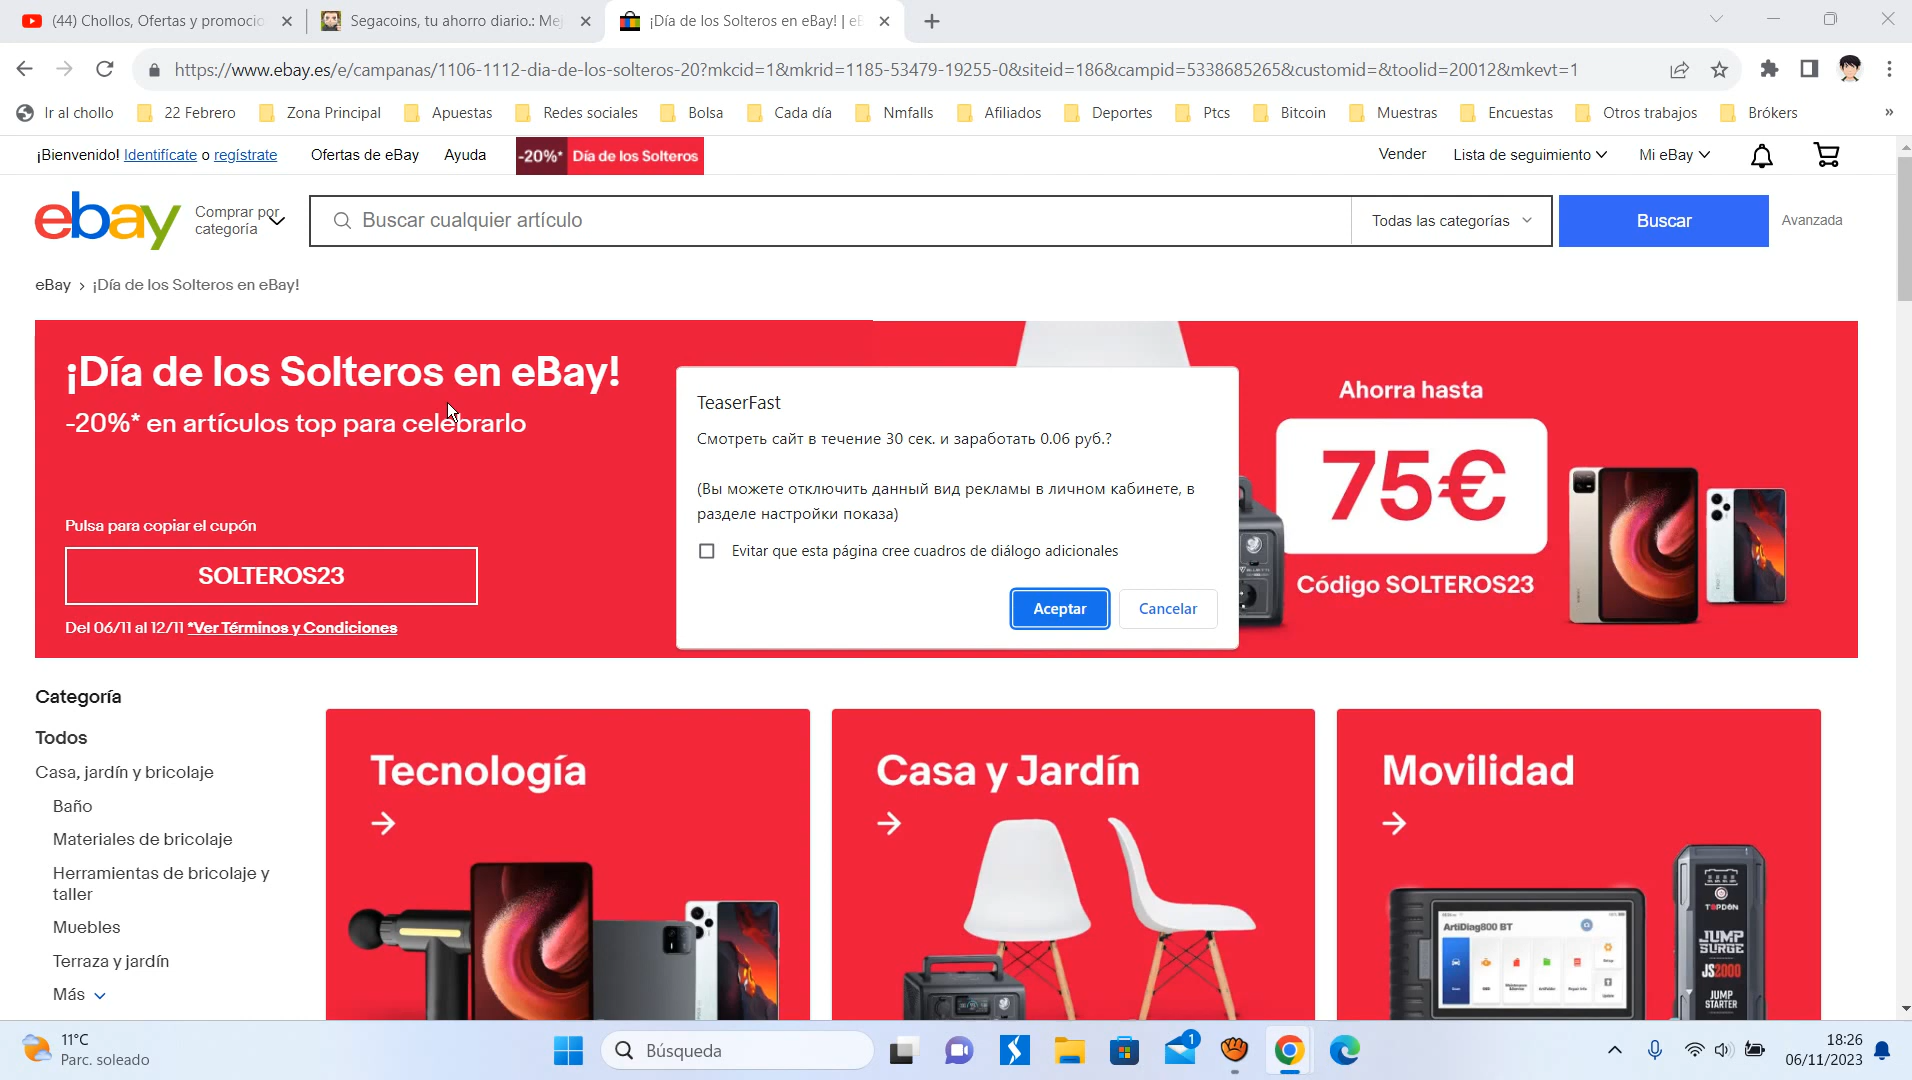 (44) Chollos, Ofertas y promocio
Segacoins, tu ahorro diario.: Mej
¡Día de los Solteros en eBay! | eB
https://www.ebay.es/e/campanas/1106-1112-dia-de-los-solteros-20?mkcid=1&mkrid=1185-53479-19255-0&siteid=186&campid=5338685265&customid=&toolid=20012&mkevt=1
Ir al chollo
22 Febrero
Zona Principal
Apuestas
Redes sociales
Bolsa
Cada día
Nmfalls
Afiliados
Deportes
Ptcs
Bitcoin
Muestras
Encuestas
Otros trabajos
Brókers
»
¡Bienvenido! Identifícate o regístrate
Ofertas de eBay
Ayuda
-20%* Día de los Solteros
Vender
Lista de seguimiento
Mi eBay
ebay
Comprar por
categoría
Buscar cualquier artículo
Todas las categorías
Buscar
Avanzada
eBay › ¡Día de los Solteros en eBay!
¡Día de los Solteros en eBay!
-20%* en artículos top para celebrarlo
Pulsa para copiar el cupón
SOLTEROS23
Del 06/11 al 12/11 *Ver Términos y Condiciones
TeaserFast
Смотреть сайт в течение 30 сек. и заработать 0.06 руб.?
(Вы можете отключить данный вид рекламы в личном кабинете, в
разделе настройки показа)
Evitar que esta página cree cuadros de diálogo adicionales
Aceptar
Cancelar
Ahorra hasta
75€
Código SOLTEROS23
Categoría
Todos
Casa, jardín y bricolaje
Baño
Materiales de bricolaje
Herramientas de bricolaje y
taller
Muebles
Terraza y jardín
Más
Tecnología
Casa y Jardín
Movilidad
ArtiDiag800 BT
TOPDON
JUMP
SURGE
JS2000
JUMP
STARTER
11°C
Parc. soleado
Búsqueda
1
18:26
06/11/2023